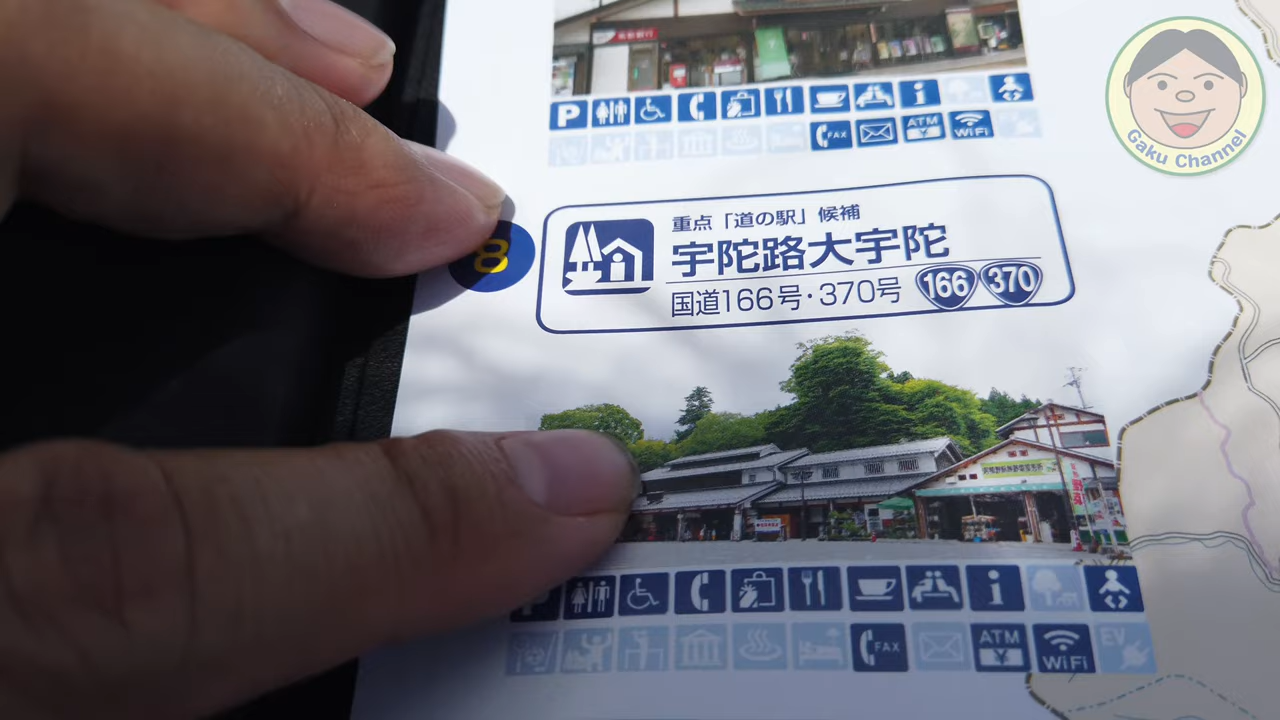 P
i
FAX
ATM
¥
WiFi
Gaku Channel
8
重点「道の駅」候補
宇陀路大宇陀
国道166号・370号
166
370
i
FAX
ATM
¥
WiFi
EV